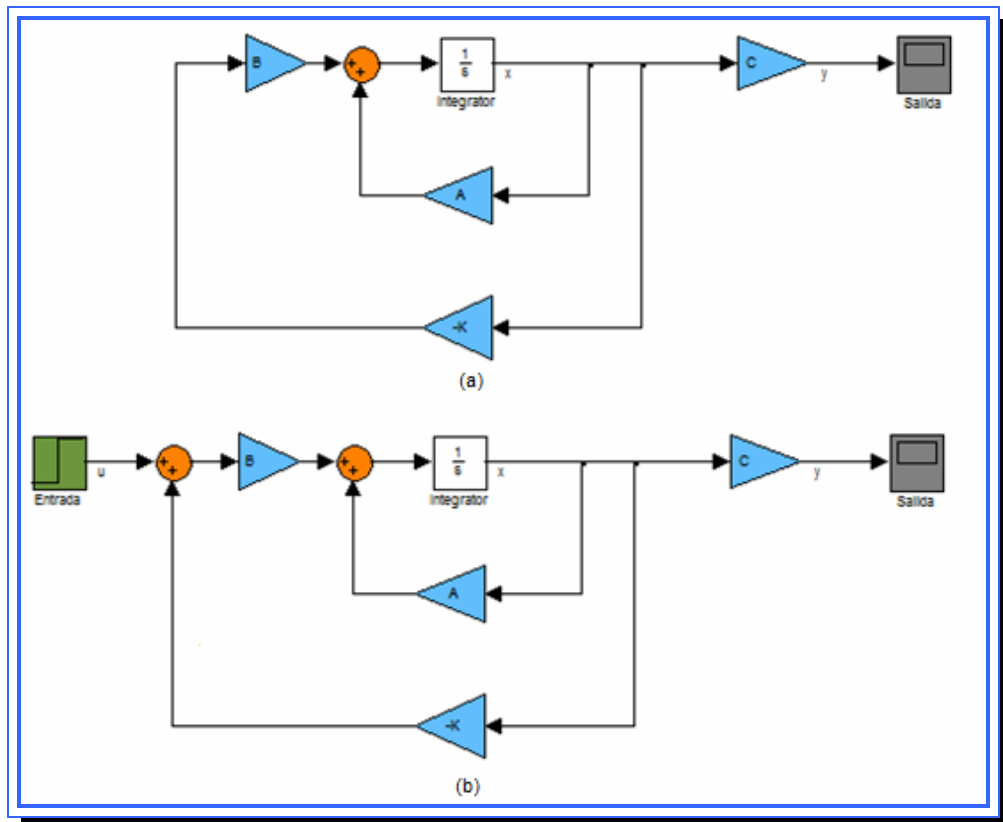 B
++
1
s
x
Integrator
C
y
Salida
A
-K
(a)
Entrada
u
++
B
++
1
s
x
Integrator
C
y
Salida
A
-K
(b)